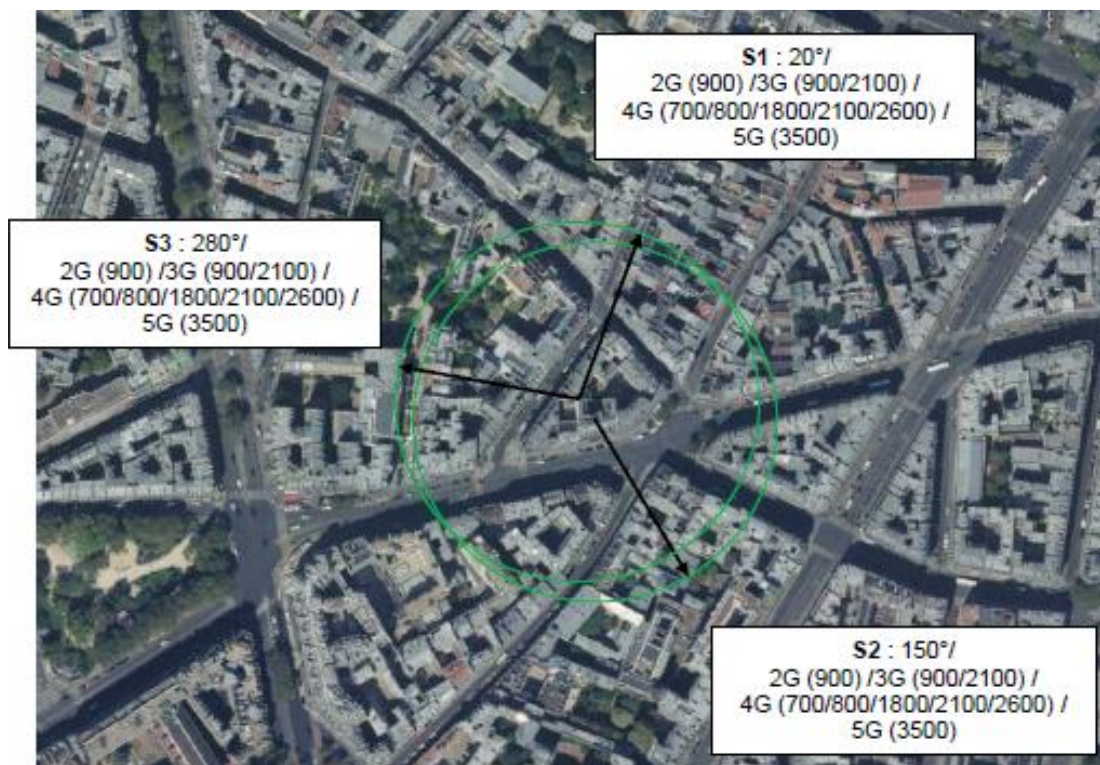 S1 : 20°/
2G (900) /3G (900/2100) /
4G (700/800/1800/2100/2600) /
5G (3500)
S3 : 280°/
2G (900) /3G (900/2100) /
4G (700/800/1800/2100/2600) /
5G (3500)
S2 : 150°/
2G (900) /3G (900/2100) /
4G (700/800/1800/2100/2600) /
5G (3500)